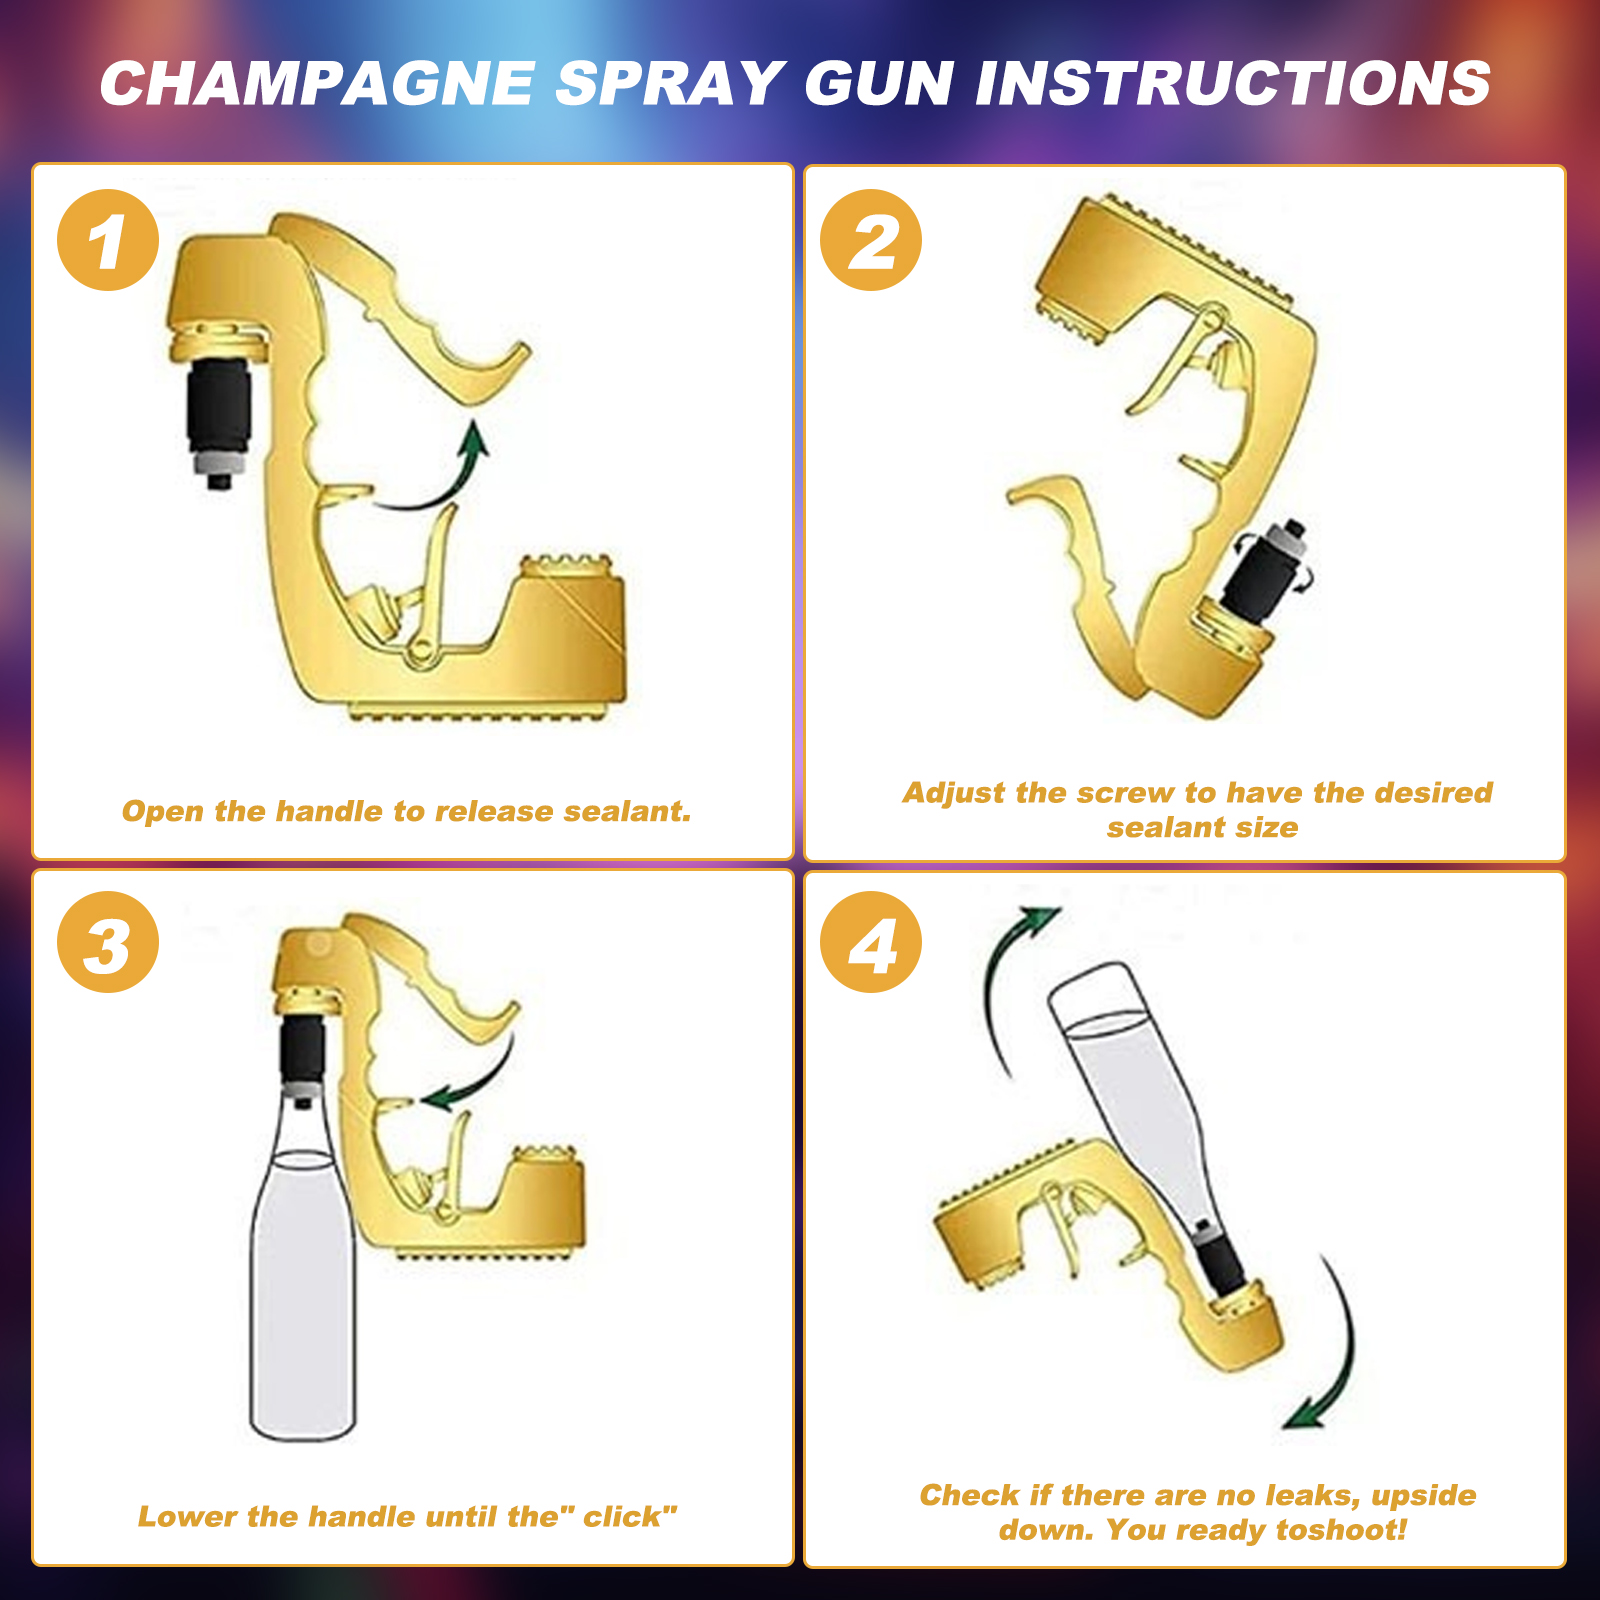 CHAMPAGNE SPRAY GUN INSTRUCTIONS
1
Open the handle to release sealant.
2
Adjust the screw to have the desired
sealant size
3
Lower the handle until the" click"
4
Check if there are no leaks, upside
down. You ready toshoot!